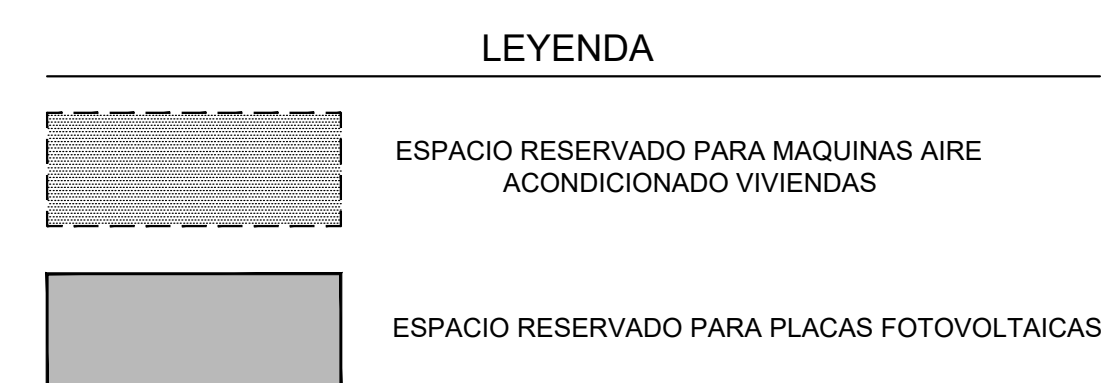 LEYENDA
ESPACIO RESERVADO PARA MAQUINAS AIRE
ACONDICIONADO VIVIENDAS
ESPACIO RESERVADO PARA PLACAS FOTOVOLTAICAS